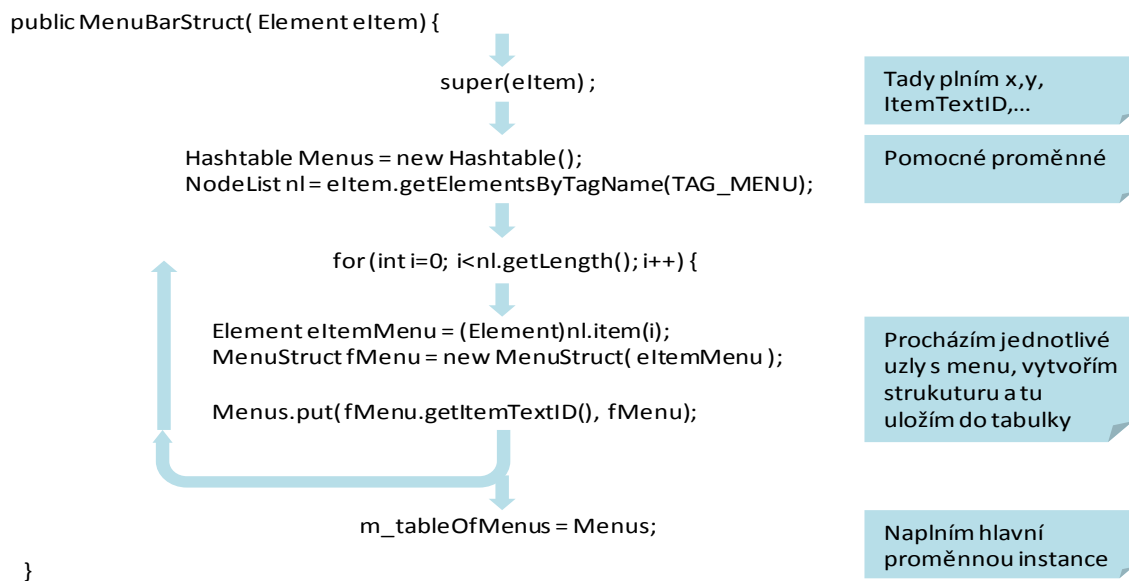 public MenuBarStruct( Element eItem) {
super(eItem) ;
Tady plním x,y,
ItemTextID,...
Hashtable Menus = new Hashtable();
NodeList nl = eItem.getElementsByTagName(TAG_MENU);
Pomocné proměnné
for (int i=0; i<nl.getLength(); i++) {
Element eItemMenu = (Element)nl.item(i);
MenuStruct fMenu = new MenuStruct( eItemMenu );
Menus.put( fMenu.getItemTextID(), fMenu);
Procházím jednotlivé
uzly s menu, vytvořím
strukuturu a tu
uložím do tabulky
m_tableOfMenus = Menus;
Naplním hlavní
proměnnou instance
}